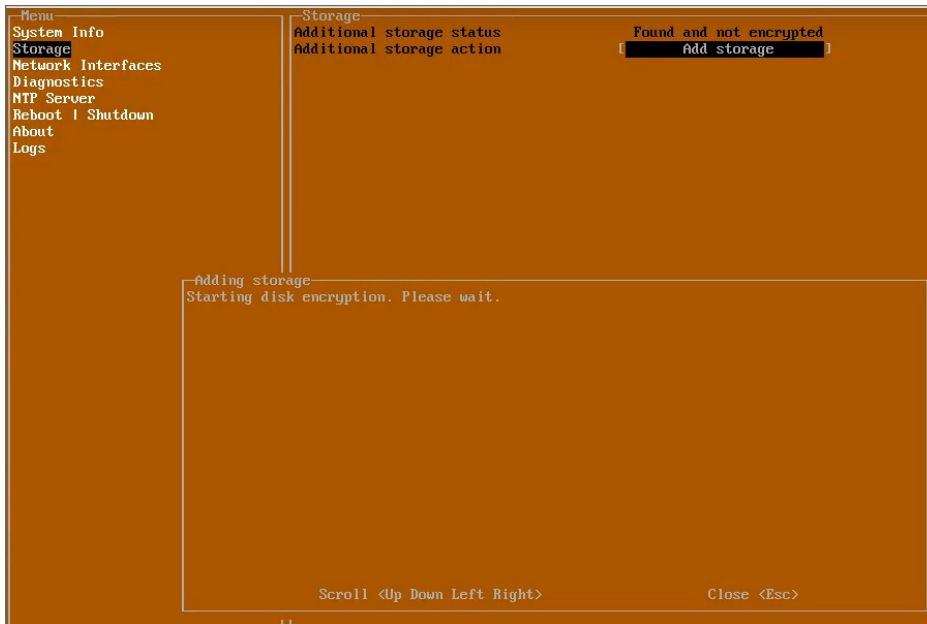 Menu
System Info
Storage
Network Interfaces
Diagnostics
NTP Server
Reboot | Shutdown
About
Logs
Storage
Additional storage status Found and not encrypted
Additional storage action [ Add storage ]
Adding storage
Starting disk encryption. Please wait.
Scroll <Up Down Left Right> Close <Esc>